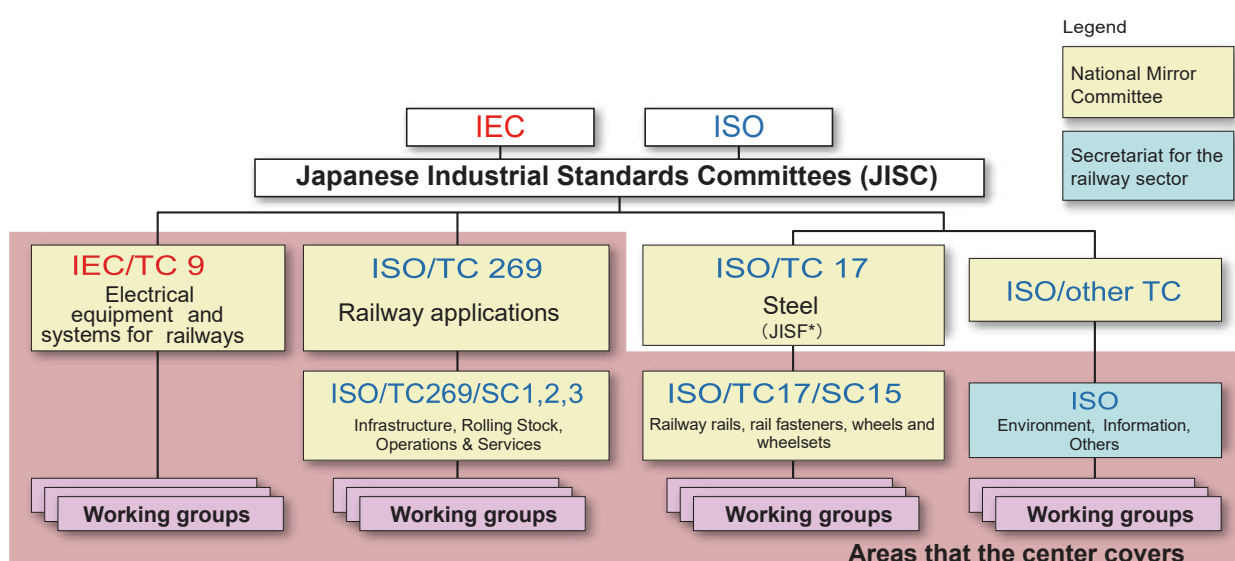 Legend
National Mirror
Committee
Secretariat for the
railway sector
IEC
ISO
Japanese Industrial Standards Committees (JISC)
IEC/TC 9
Electrical
equipment and
systems for railways
ISO/TC 269
Railway applications
ISO/TC 17
Steel
(JISF*)
ISO/other TC
ISO/TC269/SC1,2,3
Infrastructure, Rolling Stock,
Operations & Services
ISO/TC17/SC15
Railway rails, rail fasteners, wheels and
wheelsets
ISO
Environment, Information,
Others
Working groups
Working groups
Working groups
Working groups
Areas that the center covers